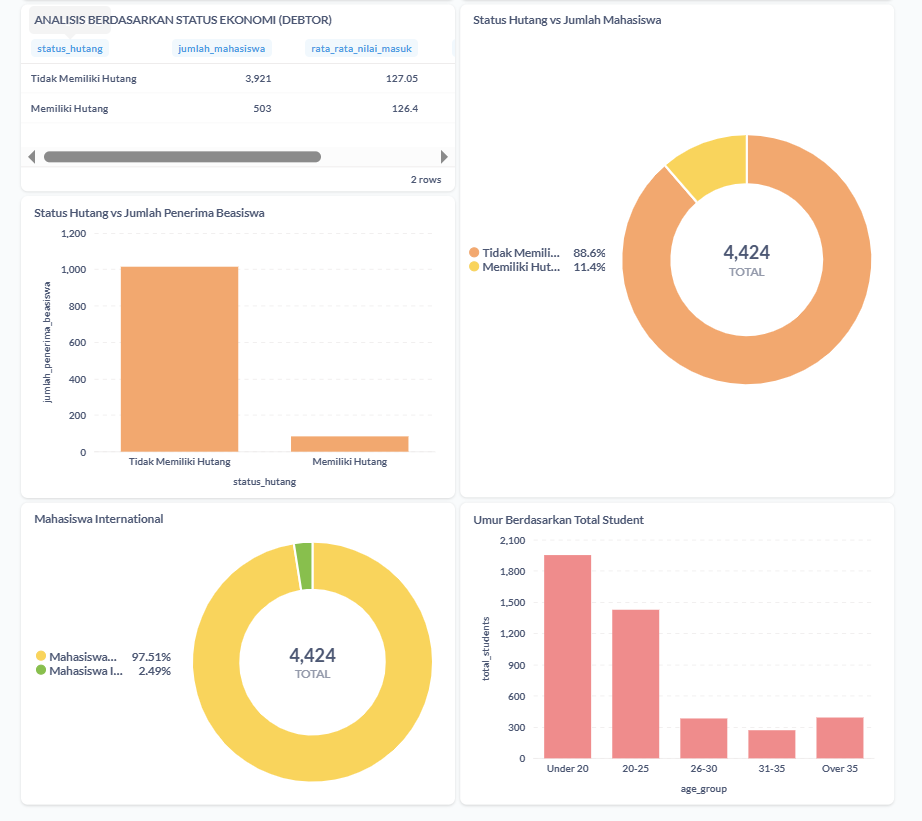 ANALISIS BERDASARKAN STATUS EKONOMI (DEBTOR)
status_hutang jumlah_mahasiswa rata_rata_nilai_masuk
Tidak Memiliki Hutang 3,921 127.05
Memiliki Hutang 503 126.4
2 rows
Status Hutang vs Jumlah Mahasiswa
Tidak Memili... 88.6%
Memiliki Hut... 11.4%
4,424
TOTAL
Status Hutang vs Jumlah Penerima Beasiswa
jumlah_penerima_beasiswa
1,200
1,000
800
600
400
200
0
Tidak Memiliki Hutang Memiliki Hutang
status_hutang
Mahasiswa International
Mahasiswa... 97.51%
Mahasiswa I... 2.49%
4,424
TOTAL
Umur Berdasarkan Total Student
total_students
2,100
1,800
1,500
1,200
900
600
300
0
Under 20 20-25 26-30 31-35 Over 35
age_group